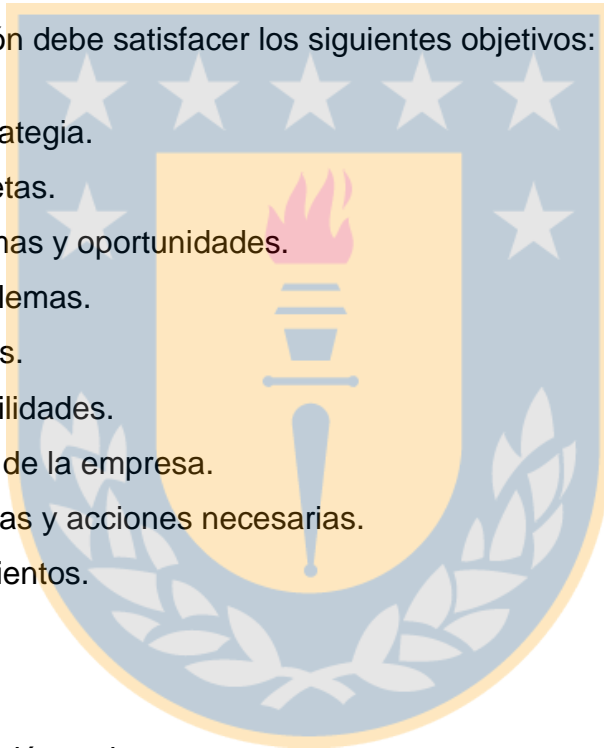 ón debe satisfacer los siguientes objetivos:
ategia.
etas.
nas y oportunidades.
lemas.
s.
ilidades.
de la empresa.
as y acciones necesarias.
ientos.